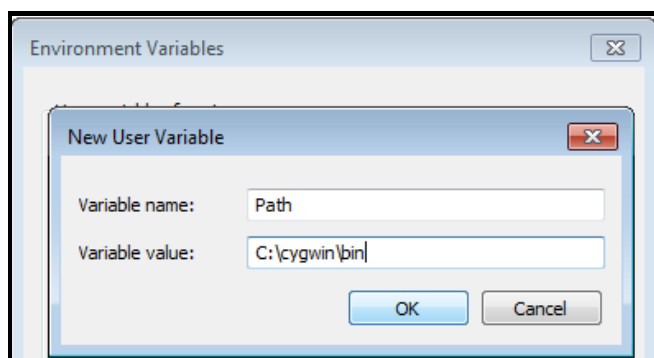 Environment Variables
New User Variable
Variable name: Path
Variable value: C:\cygwin\bin
OK Cancel